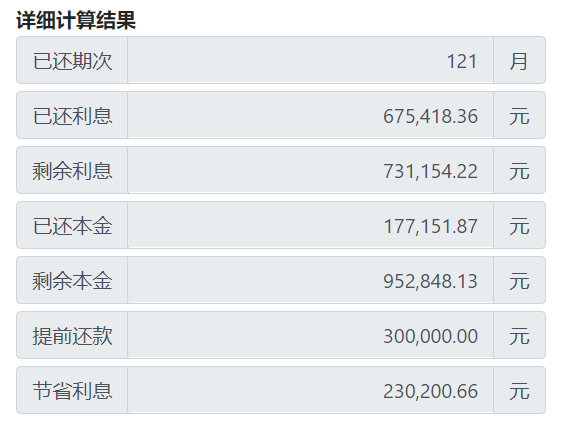 详细计算结果
已还期次 121 月
已还利息 675,418.36 元
剩余利息 731,154.22 元
已还本金 177,151.87 元
剩余本金 952,848.13 元
提前还款 300,000.00 元
节省利息 230,200.66 元